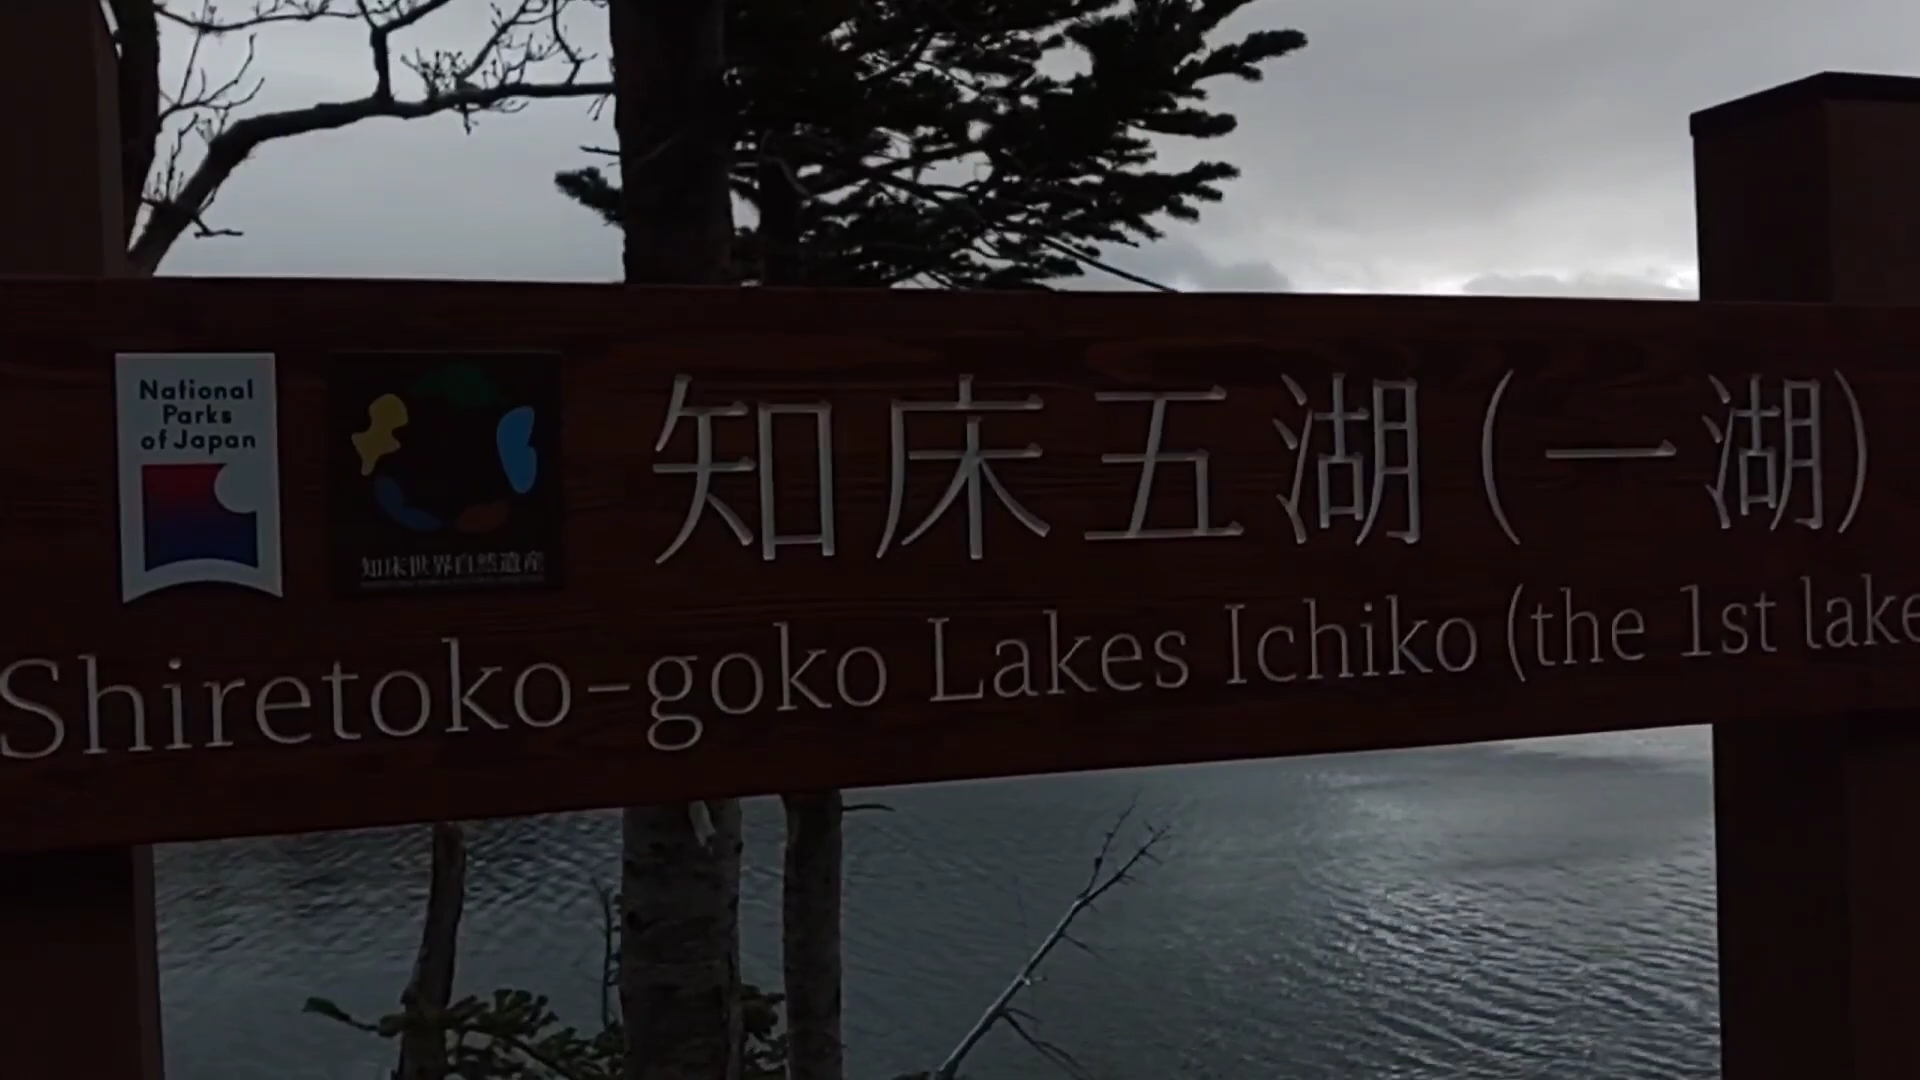 National
Parks
of Japan
知床世界自然遺産
知床五湖(一湖)
Shiretoko-goko Lakes Ichiko (the 1st lake